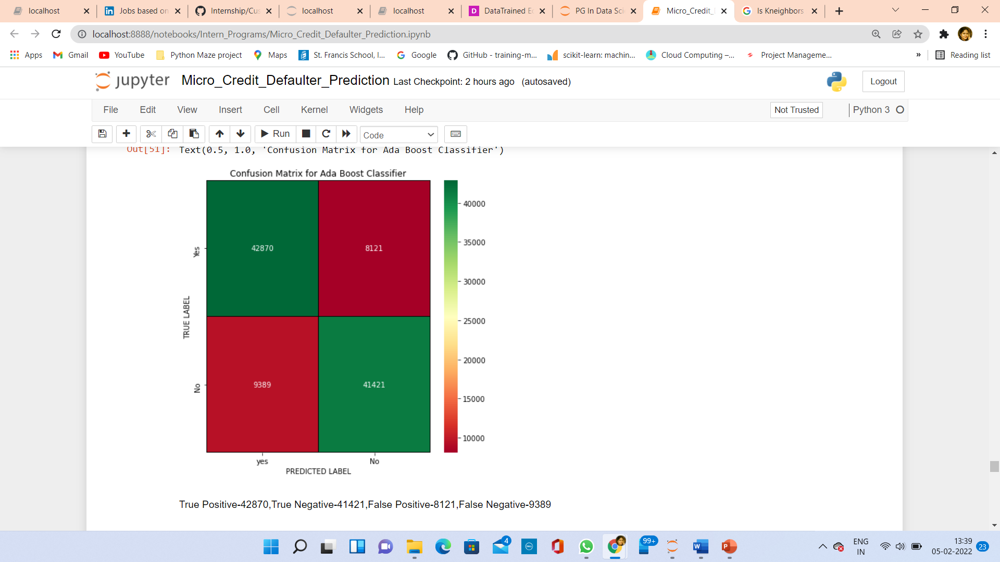 localhost
Jobs based on
Internship/Cus
localhost
localhost
DataTrained Ed
PG In Data Scie
Micro_Credit_
Is Kneighbors
localhost:8888/notebooks/Intern_Programs/Micro_Credit_Defaulter_Prediction.ipynb
Apps Gmail YouTube Python Maze project Maps St. Francis School, I... Google GitHub - training-m... scikit-learn: machin... Cloud Computing –... Project Manageme... » Reading list
jupyter Micro_Credit_Defaulter_Prediction Last Checkpoint: 2 hours ago (autosaved) Logout
File Edit View Insert Cell Kernel Widgets Help Not Trusted Python 3
Run Code
Out[51]: Text(0.5, 1.0, 'Confusion Matrix for Ada Boost Classifier')
Confusion Matrix for Ada Boost Classifier
40000
35000
Yes 42870 8121
30000
TRUE LABEL
25000
20000
No 9389 41421
15000
10000
yes No
PREDICTED LABEL
True Positive-42870,True Negative-41421,False Positive-8121,False Negative-9389
4
DELL
99+
W
P
ENG
IN
13:39
05-02-2022
23